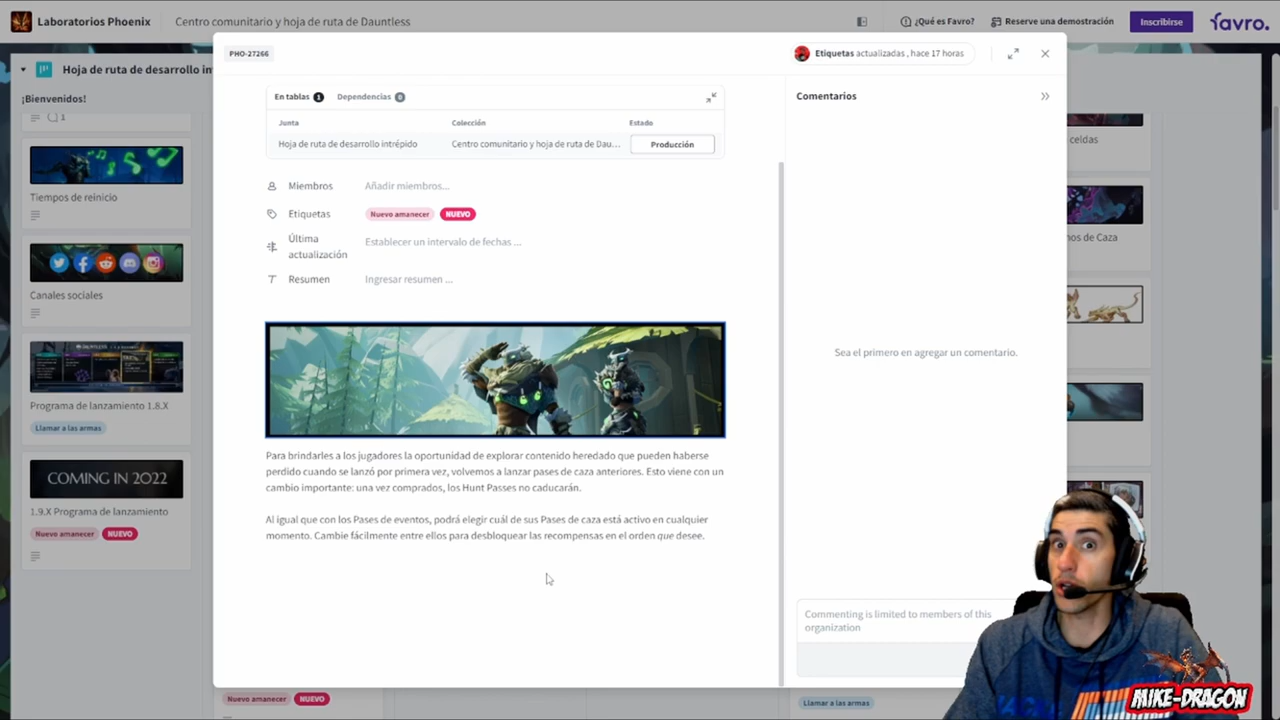 Laboratorios Phoenix
Centro comunitario y hoja de ruta de Dauntless
¿Qué es Favro?
Reserve una demostración
Inscribirse
favro.
Hoja de ruta de desarrollo in
¡Bienvenidos!
1
Tiempos de reinicio
Canales sociales
Programa de lanzamiento 1.8.X
Llamar a las armas
COMING IN 2022
1.9.X Programa de lanzamiento
Nuevo amanecer NUEVO
PHO-27266
Etiquetas actualizadas , hace 17 horas
En tablas 1 Dependencias 0
Junta Colección Estado
Hoja de ruta de desarrollo intrépido Centro comunitario y hoja de ruta de Dau... Producción
Miembros Añadir miembros...
Etiquetas Nuevo amanecer NUEVO
Última actualización Establecer un intervalo de fechas ...
Resumen Ingresar resumen ...
Para brindarles a los jugadores la oportunidad de explorar contenido heredado que pueden haberse
perdido cuando se lanzó por primera vez, volvemos a lanzar pases de caza anteriores. Esto viene con un
cambio importante: una vez comprados, los Hunt Passes no caducarán.
Al igual que con los Pases de eventos, podrá elegir cuál de sus Pases de caza está activo en cualquier
momento. Cambie fácilmente entre ellos para desbloquear las recompensas en el orden que desee.
Comentarios
Sea el primero en agregar un comentario.
Commenting is limited to members of this
organization
celdas
nos de Caza
Nuevo amanecer NUEVO
Llamar a las armas
MIKE-DRAGON